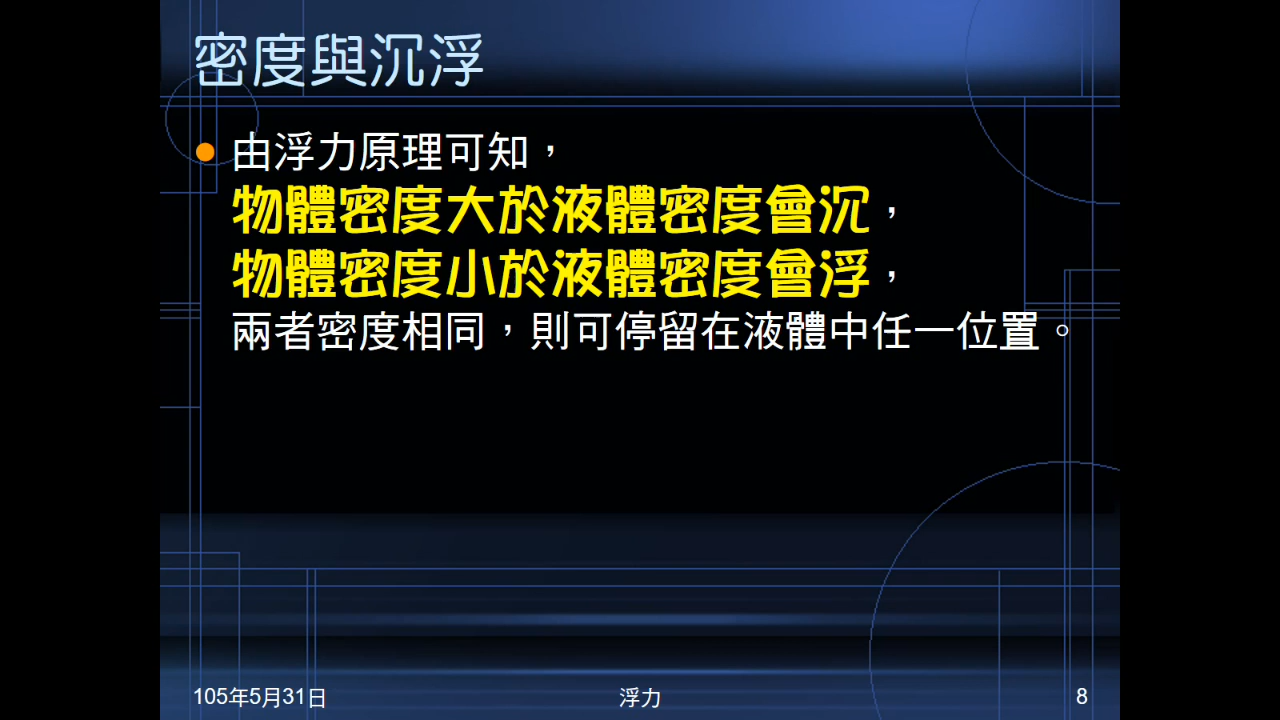 密度與沉浮
由浮力原理可知，
物體密度大於液體密度會沉，
物體密度小於液體密度會浮，
兩者密度相同，則可停留在液體中任一位置。
105年5月31日
浮力
8